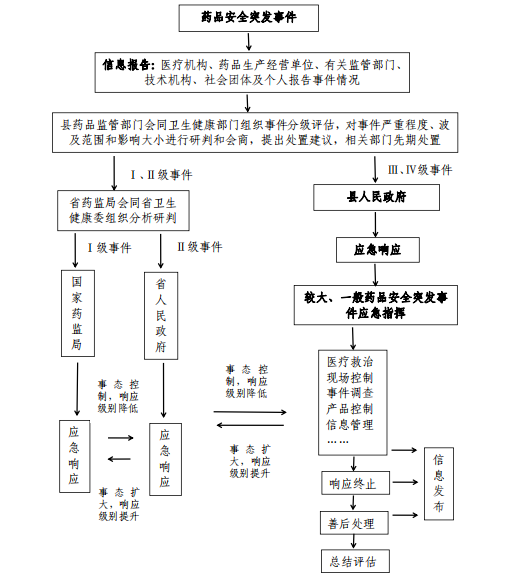 药品安全突发事件
信息报告：医疗机构、药品生产经营单位、有关监管部门、
技术机构、社会团体及个人报告事件情况
县药品监管部门会同卫生健康部门组织事件分级评估，对事件严重程度、波
及范围和影响大小进行研判和会商，提出处置建议，相关部门先期处置
Ⅰ、Ⅱ级事件
Ⅲ、Ⅳ级事件
省药监局会同省卫生
健康委组织分析研判
县人民政府
Ⅰ级事件
Ⅱ级事件
应急响应
国家药监局
省人民政府
较大、一般药品安全突发事
件应急指挥
医疗救治
现场控制
事件调查
产品控制
信息管理
……
事态控
制，响应
级别降低
事态控
制，响应
级别降低
应急响应
应急响应
事态扩
大，响应
级别提升
事态扩
大，响应
级别提升
响应终止
信息发布
善后处理
总结评估